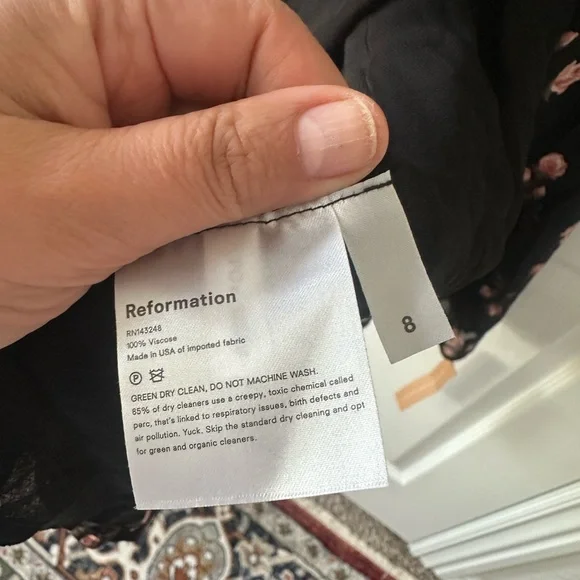 Reformation
RN143248
100% Viscose
Made in USA of imported fabric
P
GREEN DRY CLEAN, DO NOT MACHINE WASH.
85% of dry cleaners use a creepy, toxic chemical called
perc, that's linked to respiratory issues, birth defects and
air pollution. Yuck. Skip the standard dry cleaning and opt
for green and organic cleaners.
8